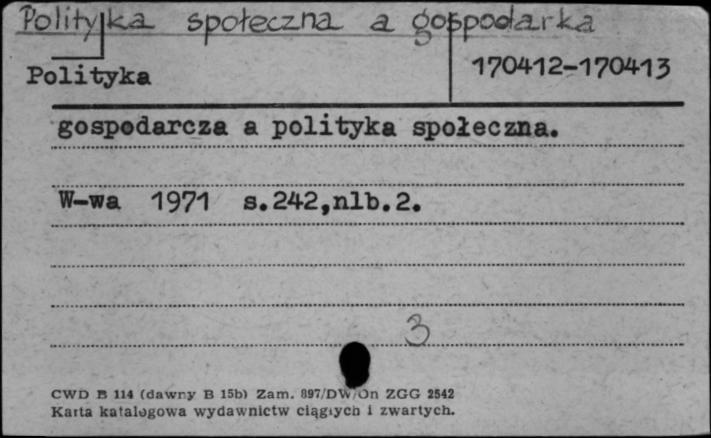 Polityka społeczna a gospodarka
170412-170413
Polityka
gospodarcza a polityka społeczna.
W-wa 1971 s.242,nlb.2.
3
CWD B 114 (dawny B 15b) Zam. 897/DW/On ZGG 2542
Karta katalogowa wydawnictw ciągłych i zwartych.